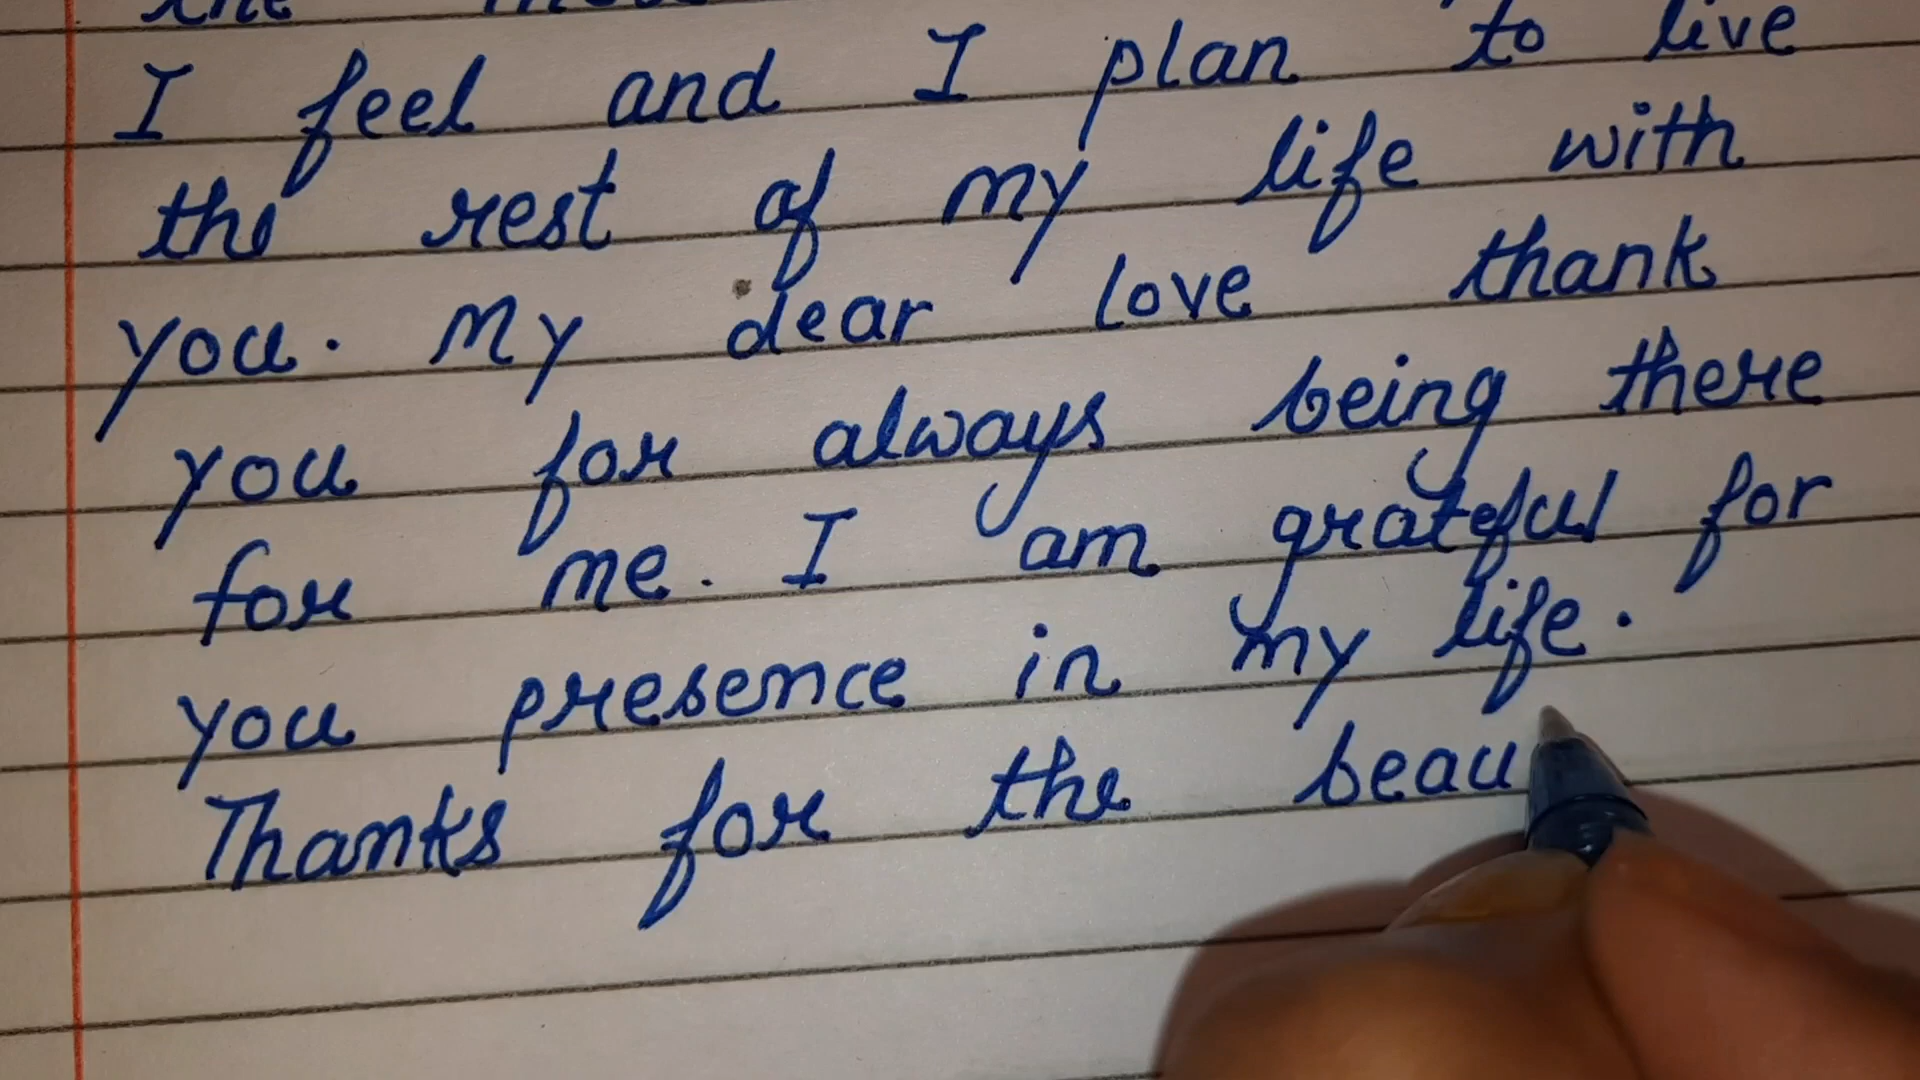 the
I feel and I plan to live
the rest of my life with
you. My dear love thank
you for always being there
for me. I am grateful for
you presence in my life.
Thanks for the beau